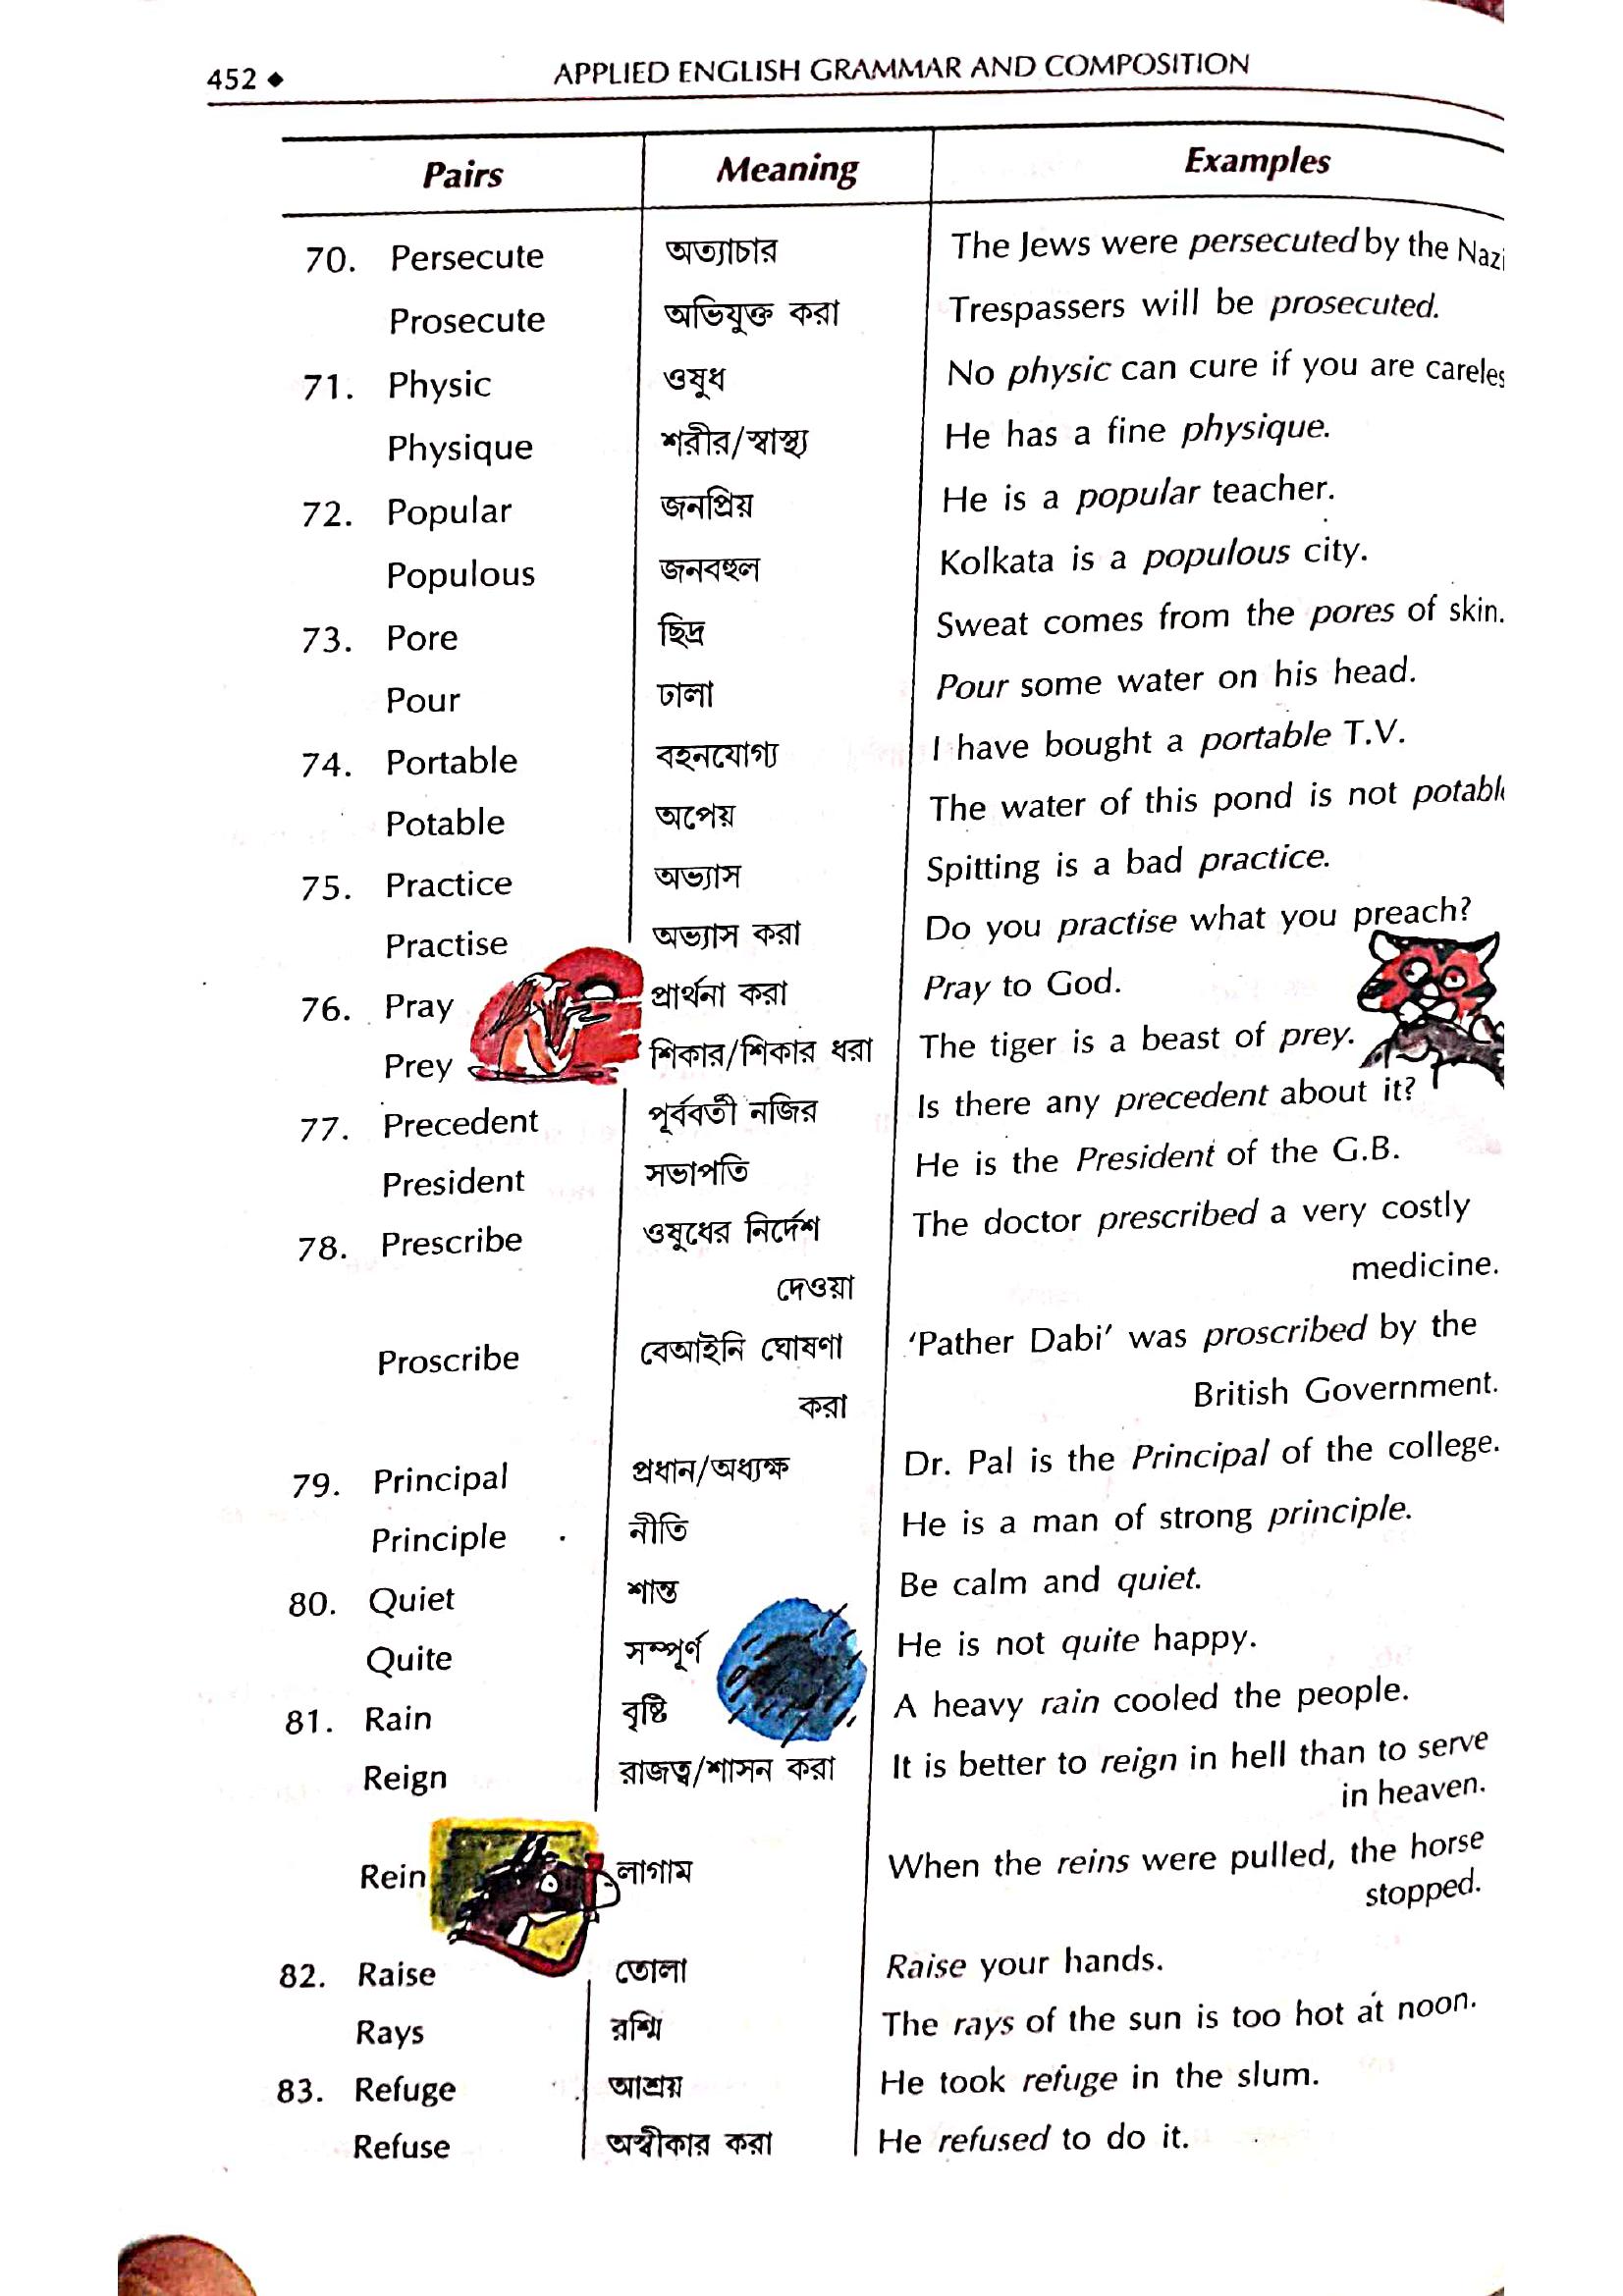 452 ◆ APPLIED ENGLISH GRAMMAR AND COMPOSITION
Pairs Meaning Examples
70. Persecute অত্যাচার The Jews were persecuted by the Nazi
Prosecute অভিযুক্ত করা Trespassers will be prosecuted.
71. Physic ওষুধ No physic can cure if you are careles
Physique শরীর/স্বাস্থ্য He has a fine physique.
72. Popular জনপ্রিয় He is a popular teacher.
Populous জনবহুল Kolkata is a populous city.
73. Pore ছিদ্র Sweat comes from the pores of skin.
Pour ঢালা Pour some water on his head.
74. Portable বহনযোগ্য I have bought a portable T.V.
Potable অপেয় The water of this pond is not potable
75. Practice অভ্যাস Spitting is a bad practice.
Practise অভ্যাস করা Do you practise what you preach?
76. Pray প্রার্থনা করা Pray to God.
Prey শিকার/শিকার ধরা The tiger is a beast of prey.
77. Precedent পূর্ববর্তী নজির Is there any precedent about it?
President সভাপতি He is the President of the G.B.
78. Prescribe ওষুধের নির্দেশ The doctor prescribed a very costly
দেওয়া medicine.
Proscribe বেআইনি ঘোষণা ‘Pather Dabi’ was proscribed by the
করা British Government.
79. Principal প্রধান/অধ্যক্ষ Dr. Pal is the Principal of the college.
Principle নীতি He is a man of strong principle.
80. Quiet শান্ত Be calm and quiet.
Quite সম্পূর্ণ He is not quite happy.
81. Rain বৃষ্টি A heavy rain cooled the people.
Reign রাজত্ব/শাসন করা It is better to reign in hell than to serve
in heaven.
Rein লাগাম When the reins were pulled, the horse
stopped.
82. Raise তোলা Raise your hands.
Rays রশ্মি The rays of the sun is too hot at noon.
83. Refuge আশ্রয় He took refuge in the slum.
Refuse অস্বীকার করা He refused to do it.